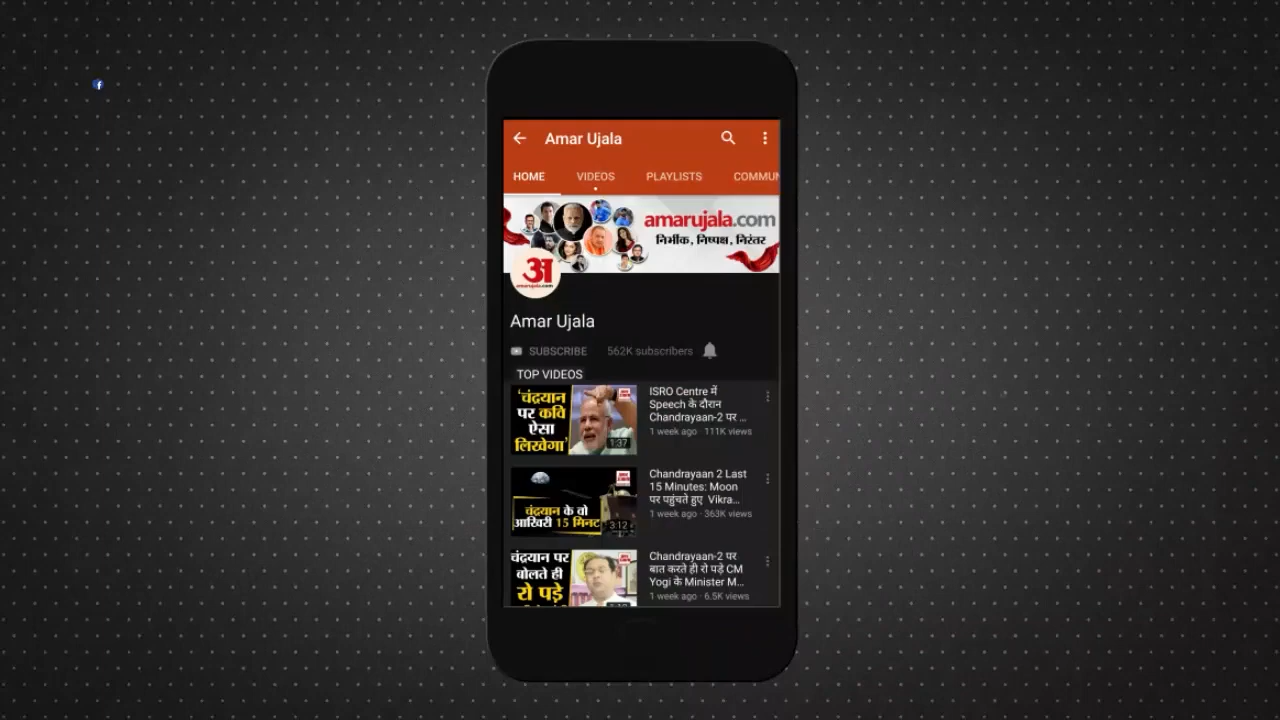 Amar Ujala
HOME VIDEOS PLAYLISTS COMMUN
amarujala.com
निर्भीक, निष्पक्ष, निरंतर
अ
amarujala.com
Amar Ujala
SUBSCRIBE 562K subscribers
TOP VIDEOS
'चंद्रयान
पर कवि
ऐसा
लिखेगा'
1:37
ISRO Centre में
Speech के दौरान
Chandrayaan-2 पर ...
1 week ago · 111K views
चंद्रयान के वो
आखिरी 15 मिनट
3:12
Chandrayaan 2 Last
15 Minutes: Moon
पर पहुंचते हुए Vikra...
1 week ago · 363K views
चंद्रयान पर
बोलते ही
रो पड़े
Chandrayaan-2 पर
बात करते ही रो पड़े CM
Yogi के Minister M...
1 week ago · 6.5K views